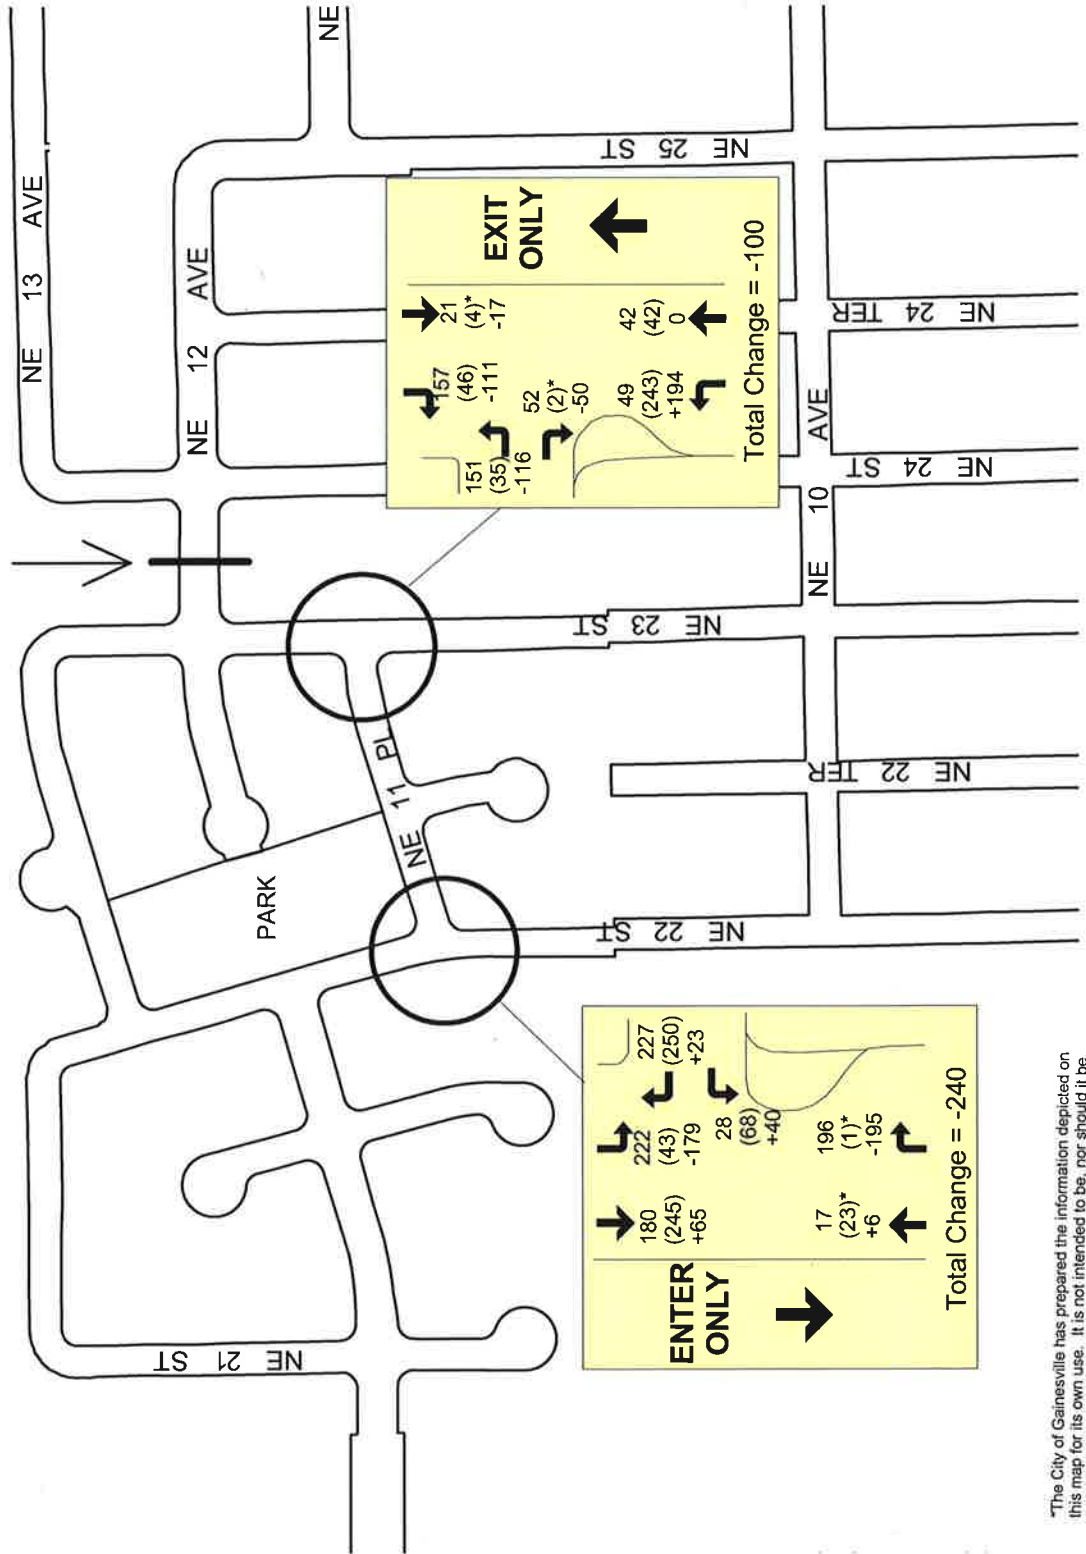 NE 13 AVE
NE
NE 12 AVE
NE 25 ST
EXIT
ONLY
21
(4)*
-17
157
(46)
-111
151
(35)
-116
52
(2)*
-50
42
(42)
0
49
(243)
+194
Total Change = -100
NE 24 TER
NE 24 ST
NE 10 AVE
NE 23 ST
NE 11 PL
NE 22 TER
PARK
NE 22 ST
NE 21 ST
ENTER
ONLY
227
(250)
+23
222
(43)
-179
180
(245)
+65
28
(68)
+40
196
(1)*
-195
17
(23)*
+6
Total Change = -240
"The City of Gainesville has prepared the information depicted on
this map for its own use. It is not intended to be, nor should it be